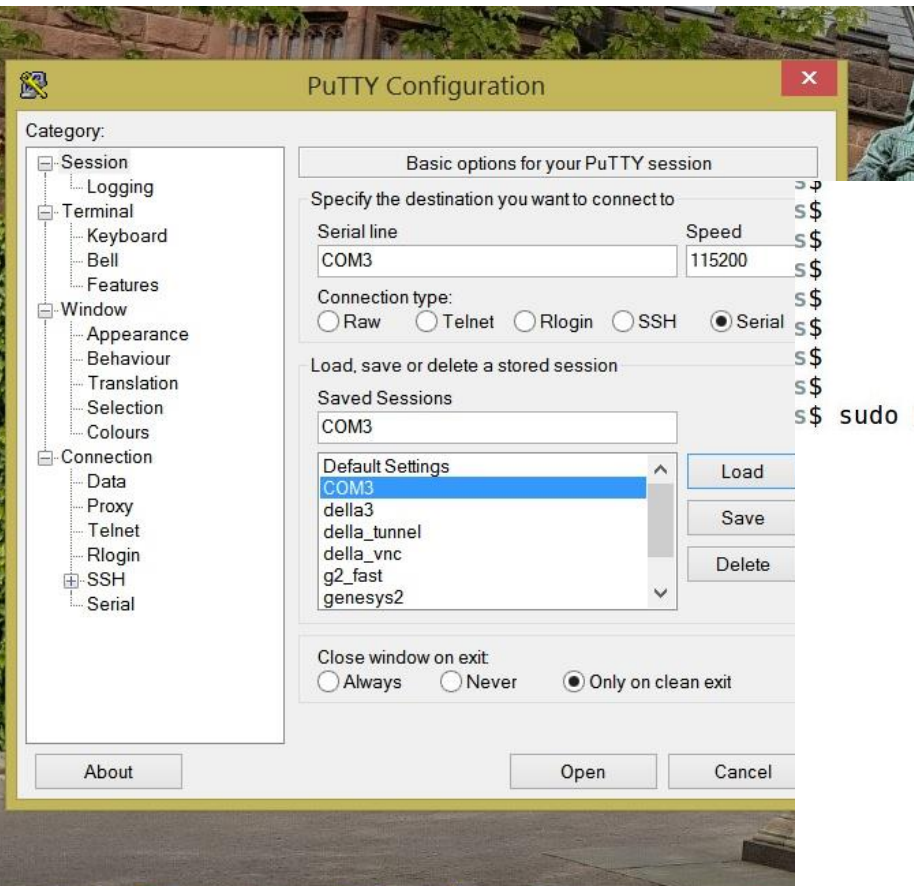 PuTTY Configuration
Category:
Session
Logging
Terminal
Keyboard
Bell
Features
Window
Appearance
Behaviour
Translation
Selection
Colours
Connection
Data
Proxy
Telnet
Rlogin
SSH
Serial
Basic options for your PuTTY session
Specify the destination you want to connect to
Serial line Speed
COM3 115200
Connection type:
Raw Telnet Rlogin SSH Serial
Load, save or delete a stored session
Saved Sessions
COM3
Default Settings
COM3
della3
della_tunnel
della_vnc
g2_fast
genesys2
Load
Save
Delete
Close window on exit:
Always Never Only on clean exit
About Open Cancel
s$
s$
s$
s$
s$
s$
s$
s$
s$ sudo